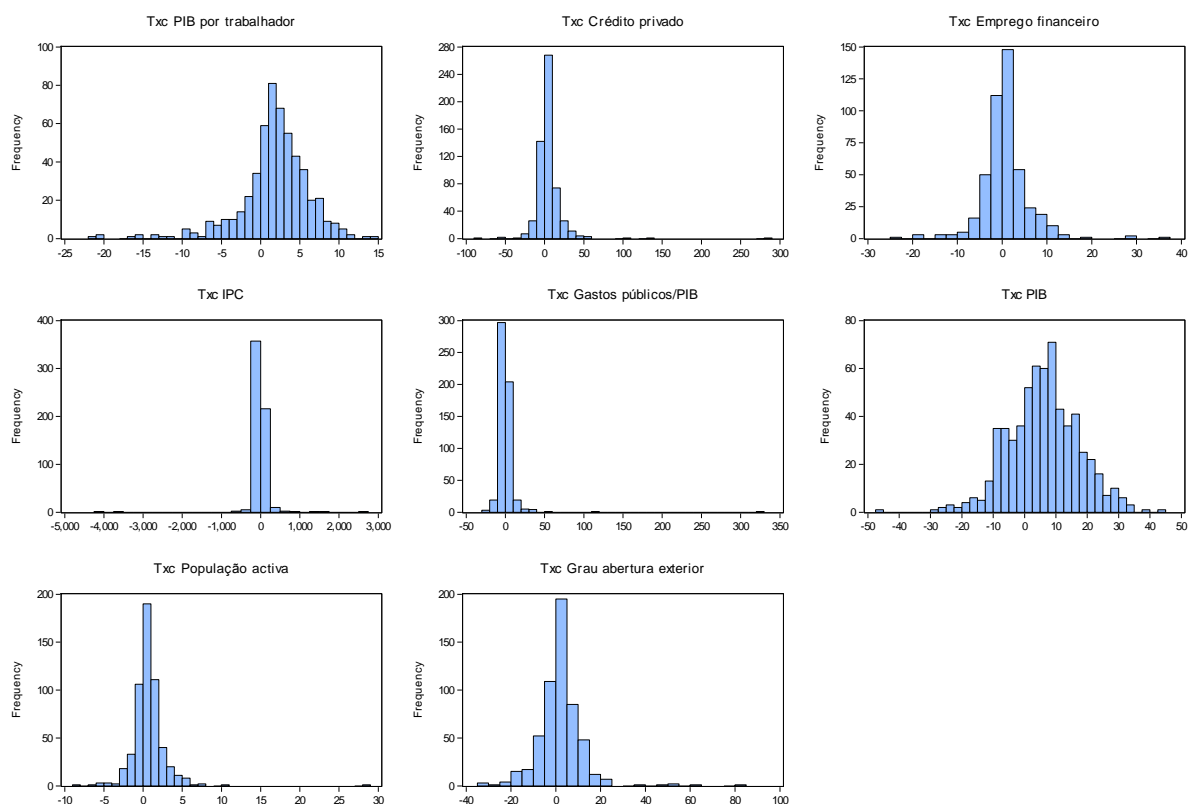 Txc PIB por trabalhador
100
80
60
40
20
0
Frequency
-25 -20 -15 -10 -5 0 5 10 15
Txc Crédito privado
280
240
200
160
120
80
40
0
Frequency
-100 -50 0 50 100 150 200 250 300
Txc Emprego financeiro
150
125
100
75
50
25
0
Frequency
-30 -20 -10 0 10 20 30 40
Txc IPC
400
300
200
100
0
Frequency
-5,000 -4,000 -3,000 -2,000 -1,000 0 1,000 2,000 3,000
Txc Gastos públicos/PIB
300
250
200
150
100
50
0
Frequency
-50 0 50 100 150 200 250 300 350
Txc PIB
80
60
40
20
0
Frequency
-50 -40 -30 -20 -10 0 10 20 30 40 50
Txc População activa
200
150
100
50
0
Frequency
-10 -5 0 5 10 15 20 25 30
Txc Grau abertura exterior
200
150
100
50
0
Frequency
-40 -20 0 20 40 60 80 100